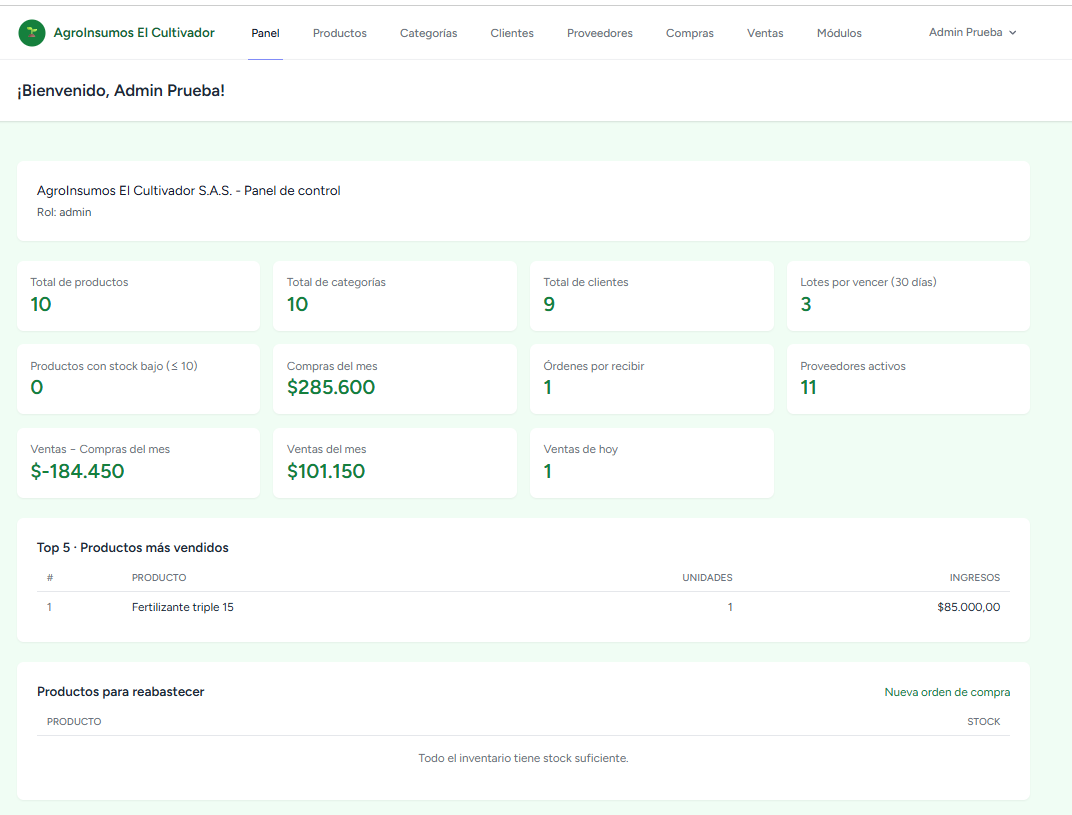 AgroInsumos El Cultivador Panel Productos Categorías Clientes Proveedores Compras Ventas Módulos Admin Prueba
¡Bienvenido, Admin Prueba!
AgroInsumos El Cultivador S.A.S. - Panel de control
Rol: admin
Total de productos
10
Total de categorías
10
Total de clientes
9
Lotes por vencer (30 días)
3
Productos con stock bajo (≤ 10)
0
Compras del mes
$285.600
Órdenes por recibir
1
Proveedores activos
11
Ventas − Compras del mes
$-184.450
Ventas del mes
$101.150
Ventas de hoy
1
Top 5 · Productos más vendidos
# PRODUCTO UNIDADES INGRESOS
1 Fertilizante triple 15 1 $85.000,00
Productos para reabastecer Nueva orden de compra
PRODUCTO STOCK
Todo el inventario tiene stock suficiente.